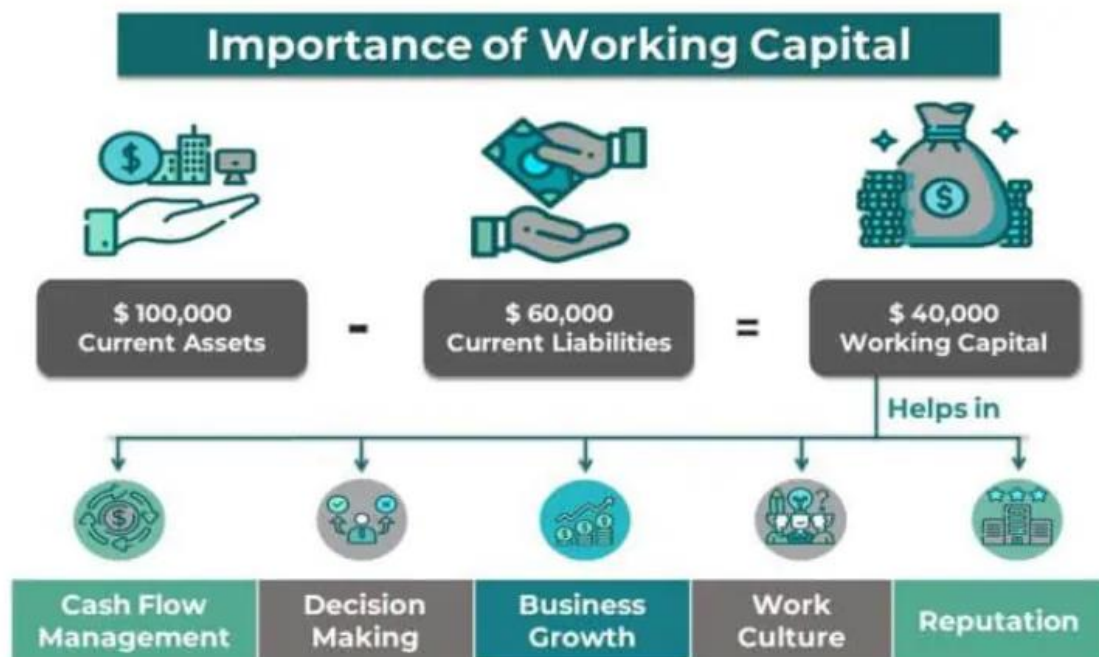 Importance of Working Capital
$ 100,000
Current Assets
-
$ 60,000
Current Liabilities
=
$ 40,000
Working Capital
Helps in
Cash Flow
Management
Decision
Making
Business
Growth
Work
Culture
Reputation